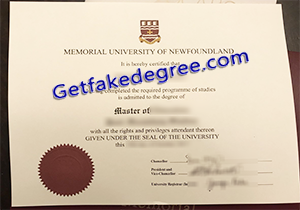 MEMORIAL UNIVERSITY OF NEWFOUNDLAND
It is hereby certified that
Getfakedegree.com
having completed the required programme of studies
is admitted to the degree of
Master of
with all the rights and privileges attendant thereon
GIVEN UNDER THE SEAL OF THE UNIVERSITY
Chancellor
President and
Vice-Chancellor
University Registrar